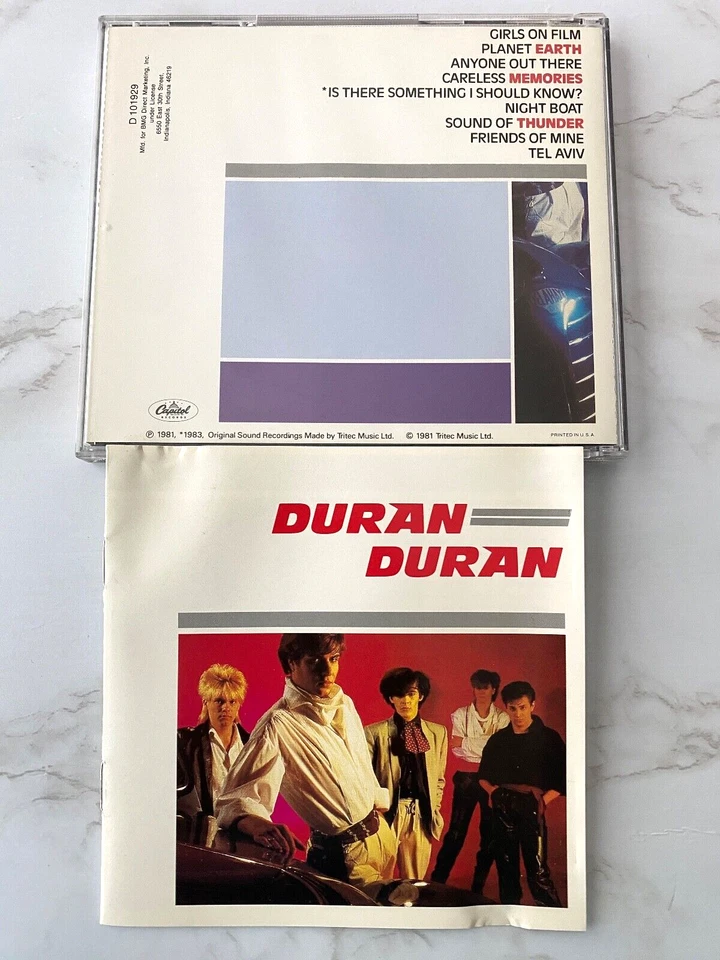 GIRLS ON FILM
PLANET EARTH
ANYONE OUT THERE
CARELESS MEMORIES
*IS THERE SOMETHING I SHOULD KNOW?
NIGHT BOAT
SOUND OF THUNDER
FRIENDS OF MINE
TEL AVIV
D 101929
Mfd. for BMG Direct Marketing, Inc.
under License
6550 East 30th Street,
Indianapolis, Indiana 46219
Capitol
RECORDS
℗ 1981, *1983, Original Sound Recordings Made by Tritec Music Ltd. © 1981 Tritec Music Ltd.
PRINTED IN U.S.A
DURAN
DURAN